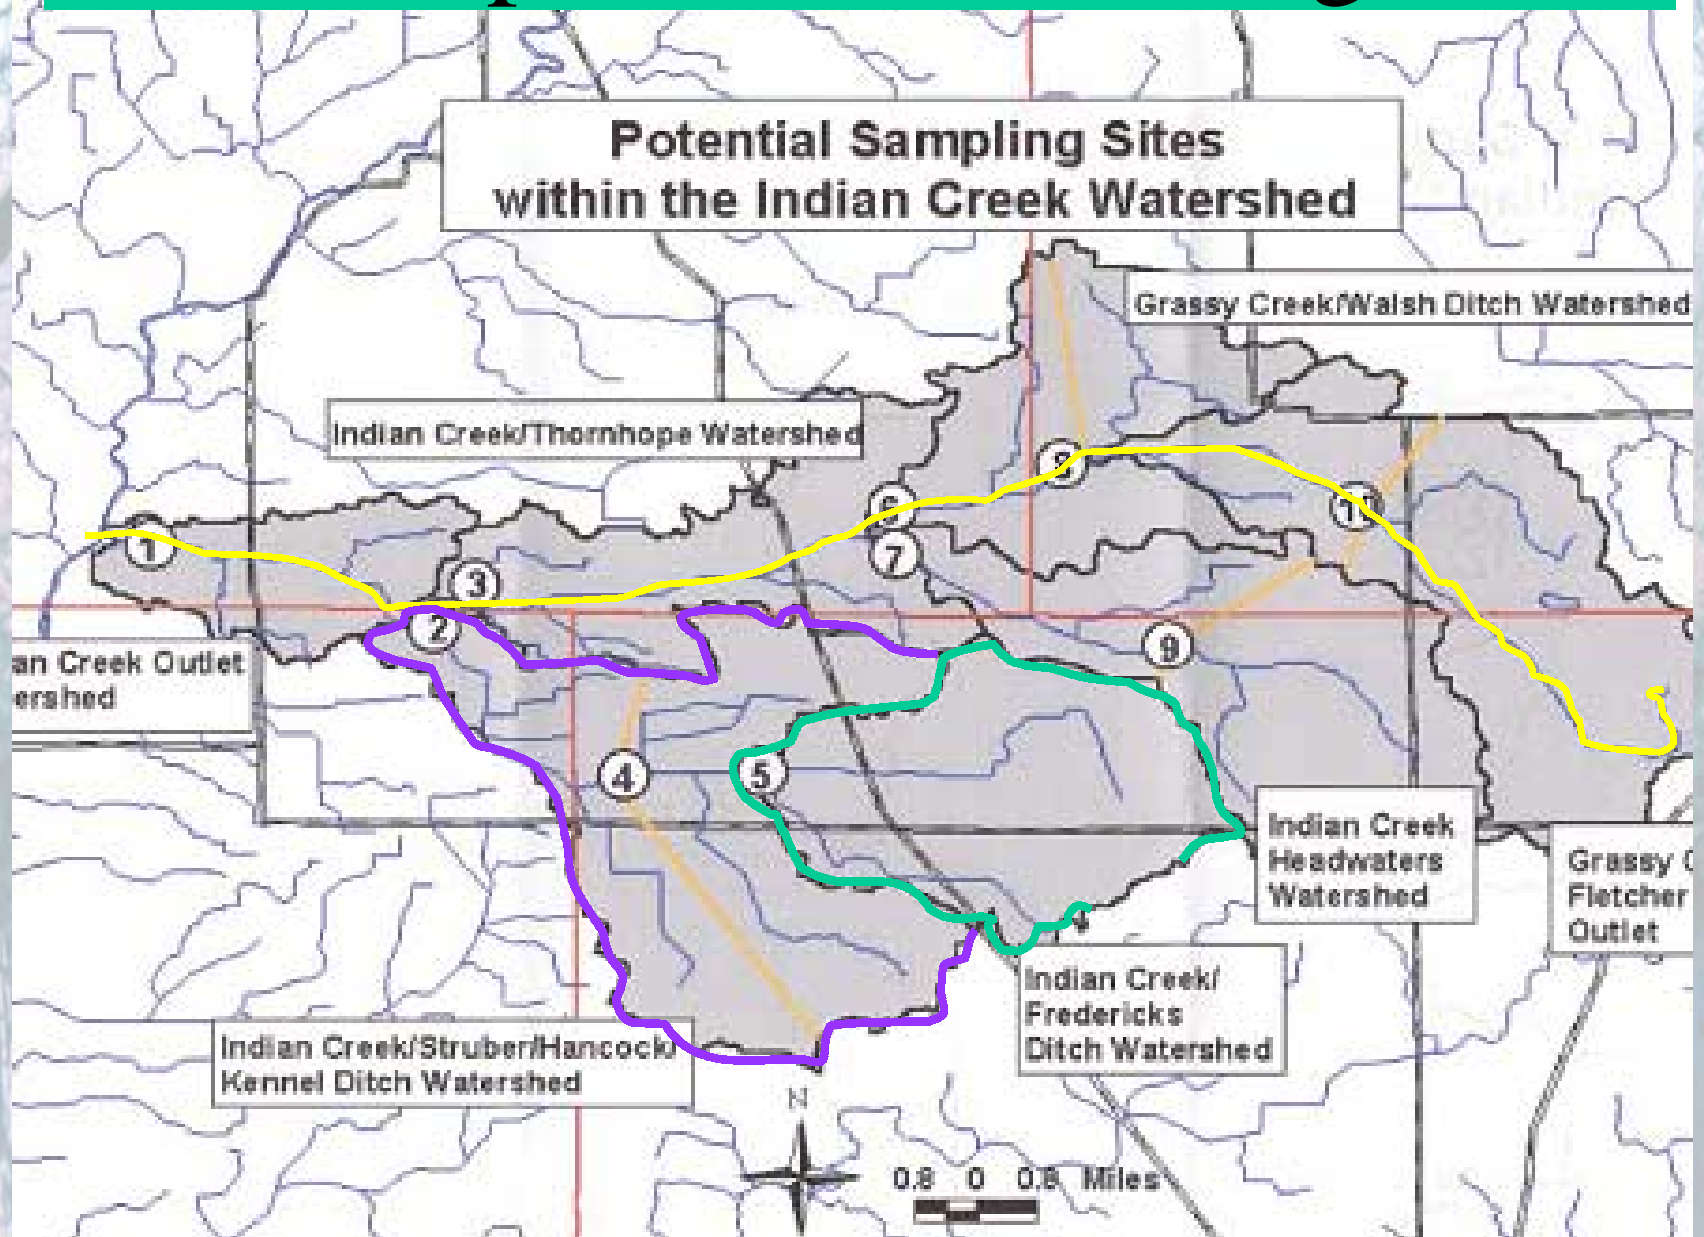 Potential Sampling Sites
within the Indian Creek Watershed
Grassy Creek/Walsh Ditch Watershed
Indian Creek/Thornhope Watershed
8
6
10
1
7
3
2
9
an Creek Outlet
ershed
4
5
Indian Creek
Headwaters
Watershed
Grassy C
Fletcher
Outlet
Indian Creek/
Fredericks
Ditch Watershed
Indian Creek/Struber/Hancock/
Kennel Ditch Watershed
N
0.8 0 0.8 Miles